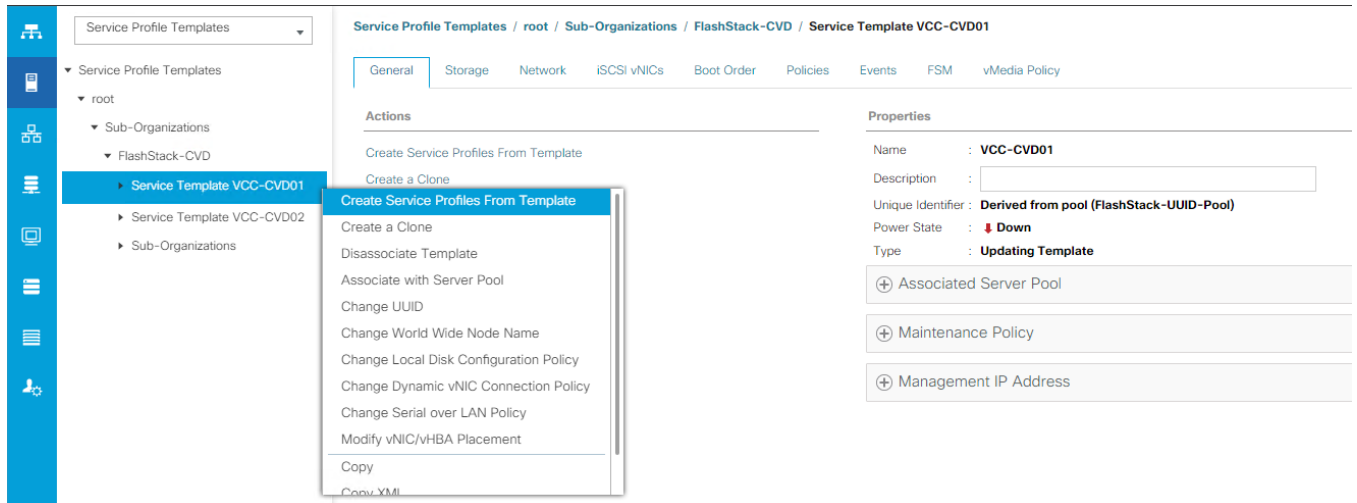 Service Profile Templates
Service Profile Templates
root
Sub-Organizations
FlashStack-CVD
Service Template VCC-CVD01
Service Template VCC-CVD02
Sub-Organizations
Service Profile Templates / root / Sub-Organizations / FlashStack-CVD / Service Template VCC-CVD01
General Storage Network iSCSI vNICs Boot Order Policies Events FSM vMedia Policy
Actions
Create Service Profiles From Template
Create a Clone
Create Service Profiles From Template
Create a Clone
Disassociate Template
Associate with Server Pool
Change UUID
Change World Wide Node Name
Change Local Disk Configuration Policy
Change Dynamic vNIC Connection Policy
Change Serial over LAN Policy
Modify vNIC/vHBA Placement
Copy
Copy XML
Properties
Name : VCC-CVD01
Description :
Unique Identifier : Derived from pool (FlashStack-UUID-Pool)
Power State : Down
Type : Updating Template
Associated Server Pool
Maintenance Policy
Management IP Address